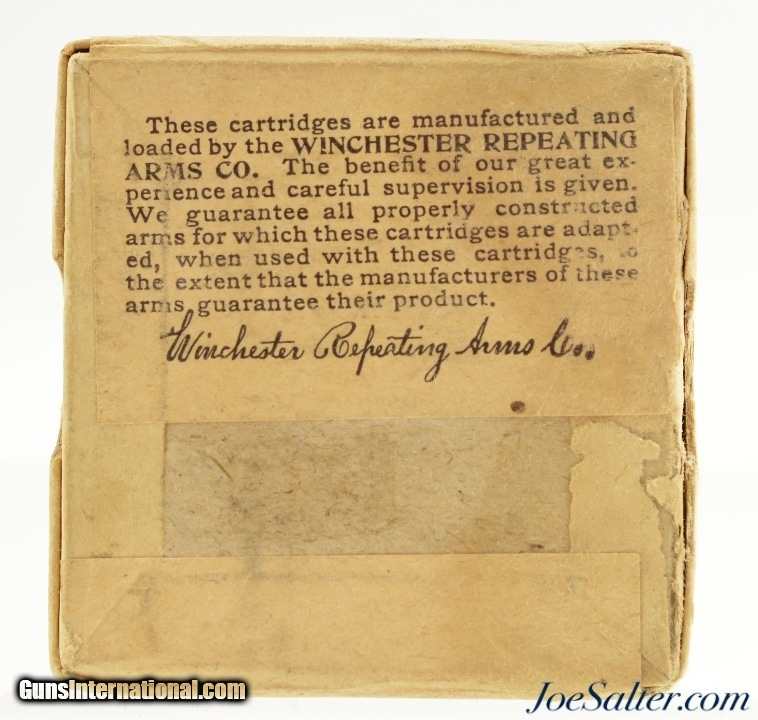 These cartridges are manufactured and
loaded by the WINCHESTER REPEATING
ARMS CO. The benefit of our great ex-
perience and careful supervision is given.
We guarantee all properly constructed
arms for which these cartridges are adapt-
ed, when used with these cartridges, to
the extent that the manufacturers of these
arms guarantee their product.
Winchester Repeating Arms Co.
GunsInternational.com
JoeSalter.com